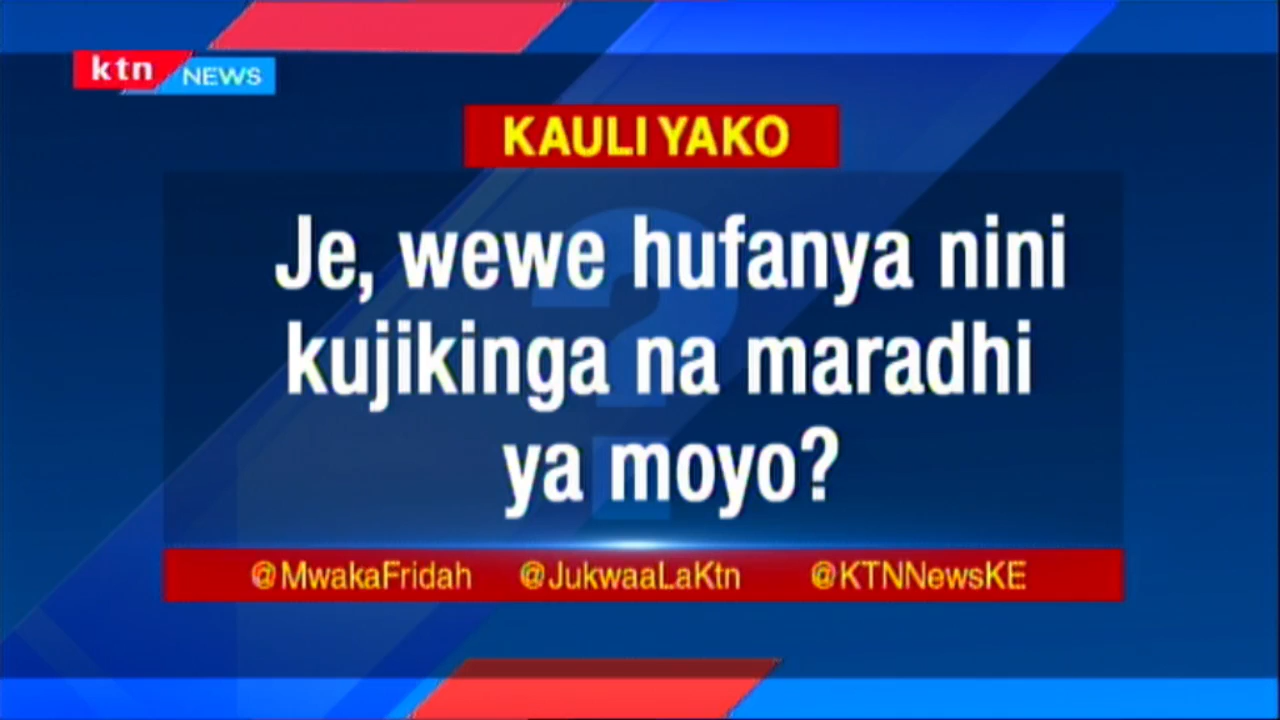 ktn NEWS
KAULI YAKO
Je, wewe hufanya nini
kujikinga na maradhi
ya moyo?
@MwakaFridah @JukwaaLaKtn @KTNNewsKE